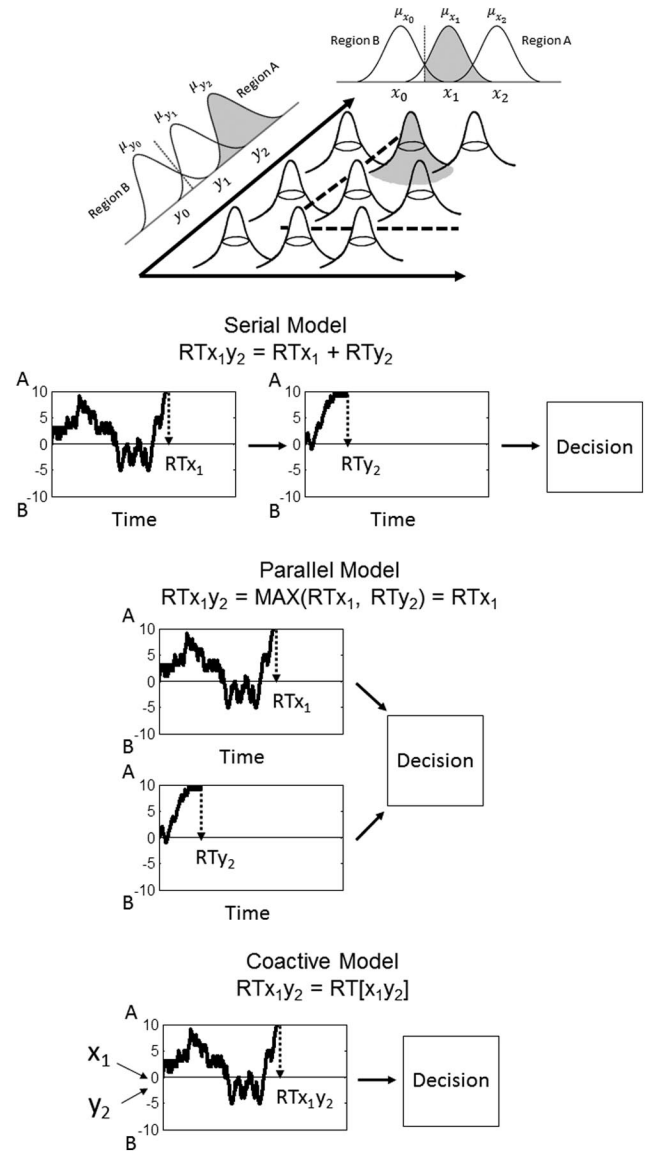 μx₀ μx₁ μx₂
Region B Region A
x₀ x₁ x₂
μy₀ μy₁ μy₂ Region A
Region B y₀ y₁ y₂
Serial Model
RTx₁y₂ = RTx₁ + RTy₂
A
10
5
0
-5
-10
B
RTx₁
Time
A
10
5
0
-5
-10
B
RTy₂
Time
Decision
Parallel Model
RTx₁y₂ = MAX(RTx₁, RTy₂) = RTx₁
A
10
5
0
-5
-10
B
RTx₁
Time
A
10
5
0
-5
-10
B
RTy₂
Time
Decision
Coactive Model
RTx₁y₂ = RT[x₁y₂]
A
10
5
0
-5
-10
B
x₁
y₂
RTx₁y₂
Decision